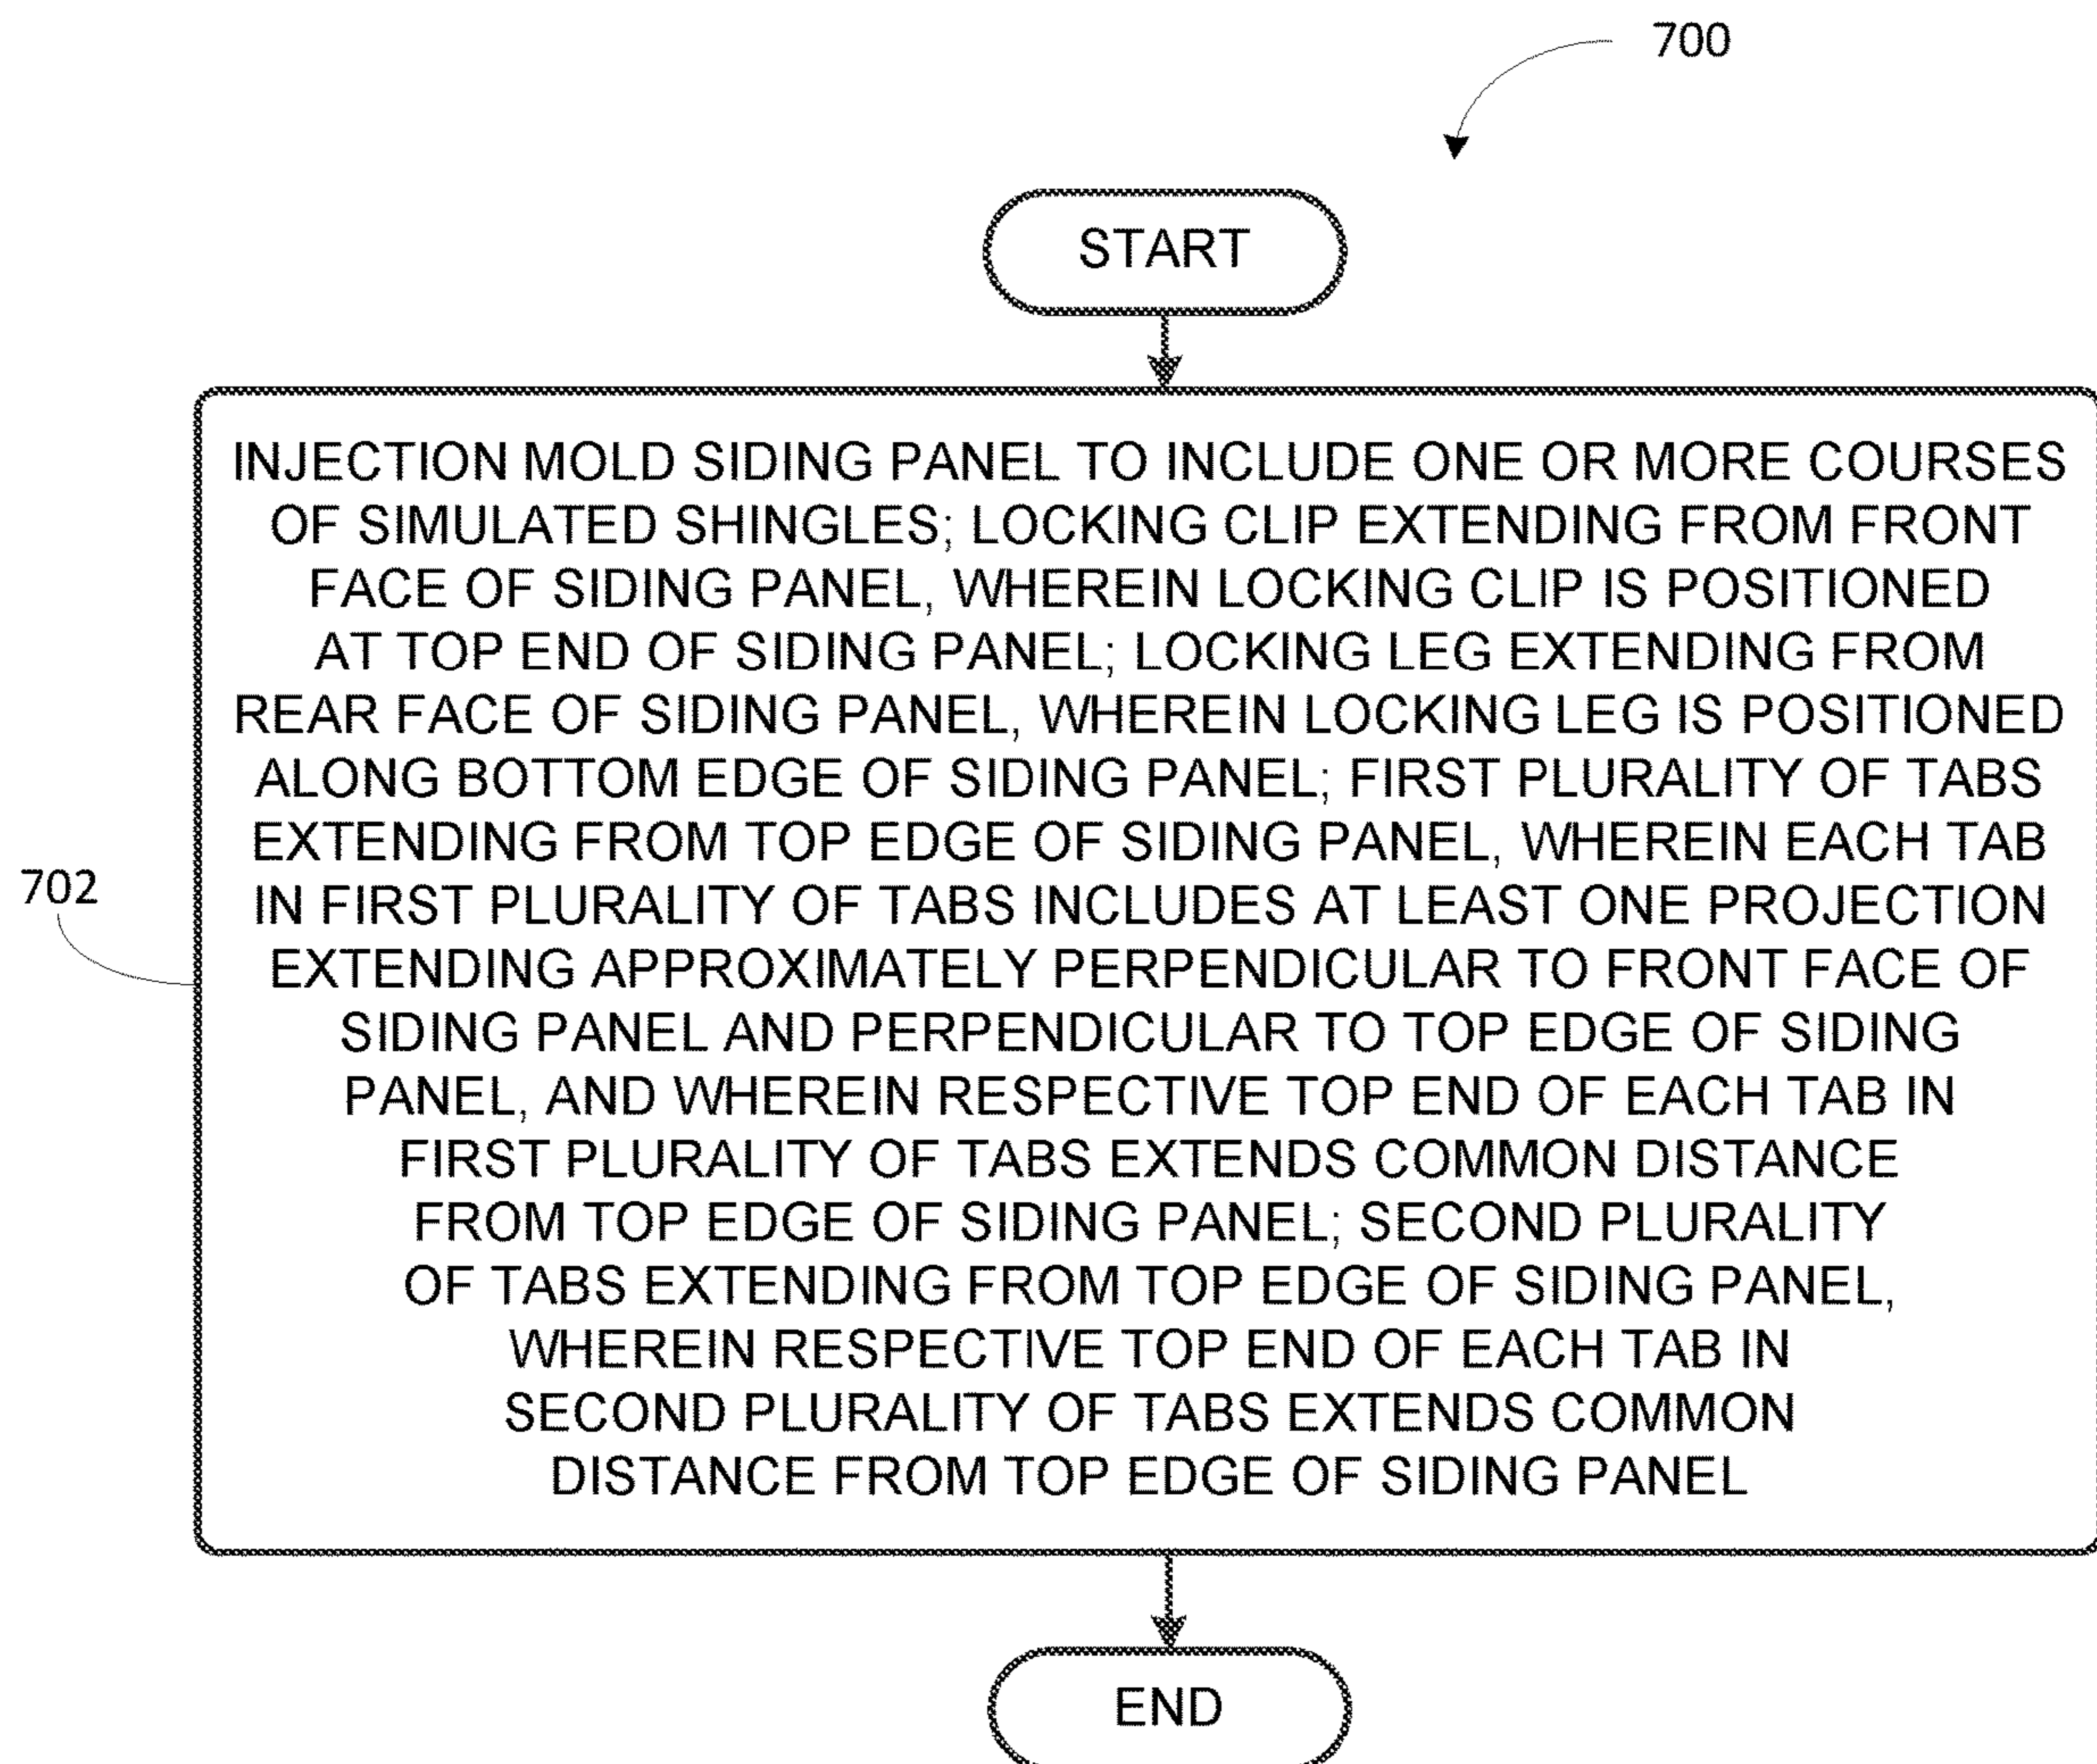 700
START
INJECTION MOLD SIDING PANEL TO INCLUDE ONE OR MORE COURSES
OF SIMULATED SHINGLES; LOCKING CLIP EXTENDING FROM FRONT
FACE OF SIDING PANEL, WHEREIN LOCKING CLIP IS POSITIONED
AT TOP END OF SIDING PANEL; LOCKING LEG EXTENDING FROM
REAR FACE OF SIDING PANEL, WHEREIN LOCKING LEG IS POSITIONED
ALONG BOTTOM EDGE OF SIDING PANEL; FIRST PLURALITY OF TABS
EXTENDING FROM TOP EDGE OF SIDING PANEL, WHEREIN EACH TAB
IN FIRST PLURALITY OF TABS INCLUDES AT LEAST ONE PROJECTION
EXTENDING APPROXIMATELY PERPENDICULAR TO FRONT FACE OF
SIDING PANEL AND PERPENDICULAR TO TOP EDGE OF SIDING
PANEL, AND WHEREIN RESPECTIVE TOP END OF EACH TAB IN
FIRST PLURALITY OF TABS EXTENDS COMMON DISTANCE
FROM TOP EDGE OF SIDING PANEL; SECOND PLURALITY
OF TABS EXTENDING FROM TOP EDGE OF SIDING PANEL,
WHEREIN RESPECTIVE TOP END OF EACH TAB IN
SECOND PLURALITY OF TABS EXTENDS COMMON
DISTANCE FROM TOP EDGE OF SIDING PANEL
702
END